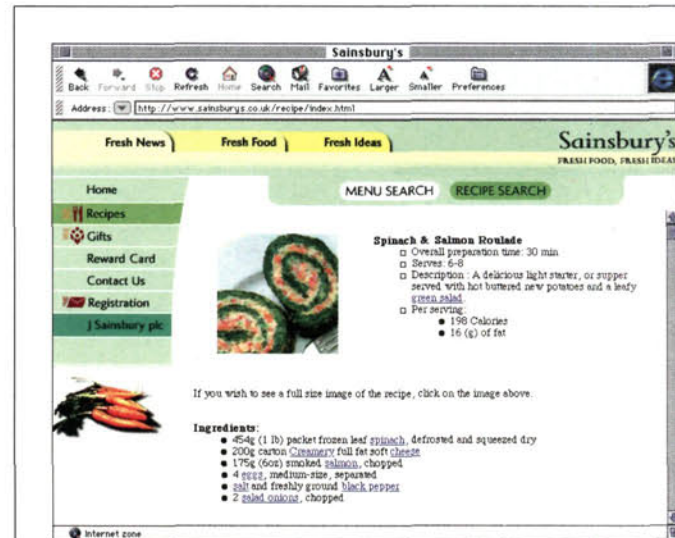 Sainsbury's
Back Forward Stop Refresh Home Search Mail Favorites Larger Smaller Preferences
Address: http://www.sainsburys.co.uk/recipe/index.html
Fresh News Fresh Food Fresh Ideas
Sainsbury's
FRESH FOOD, FRESH IDEAS
MENU SEARCH RECIPE SEARCH
Home
Recipes
Gifts
Reward Card
Contact Us
Registration
J Sainsbury plc
Spinach & Salmon Roulade
Overall preparation time: 30 min
Serves: 6-8
Description : A delicious light starter, or supper
served with hot buttered new potatoes and a leafy
green salad.
Per serving:
198 Calories
16 (g) of fat
If you wish to see a full size image of the recipe, click on the image above.
Ingredients:
454g (1 lb) packet frozen leaf spinach, defrosted and squeezed dry
200g carton Creamery full fat soft cheese
175g (6oz) smoked salmon, chopped
4 eggs, medium-size, separated
salt and freshly ground black pepper
2 salad onions, chopped
Internet zone